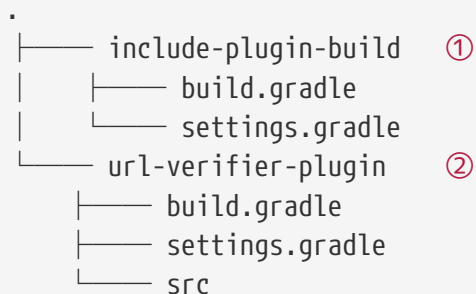 .
├── include-plugin-build ①
│   ├── build.gradle
│   └── settings.gradle
└── url-verifier-plugin ②
    ├── build.gradle
    ├── settings.gradle
    └── src